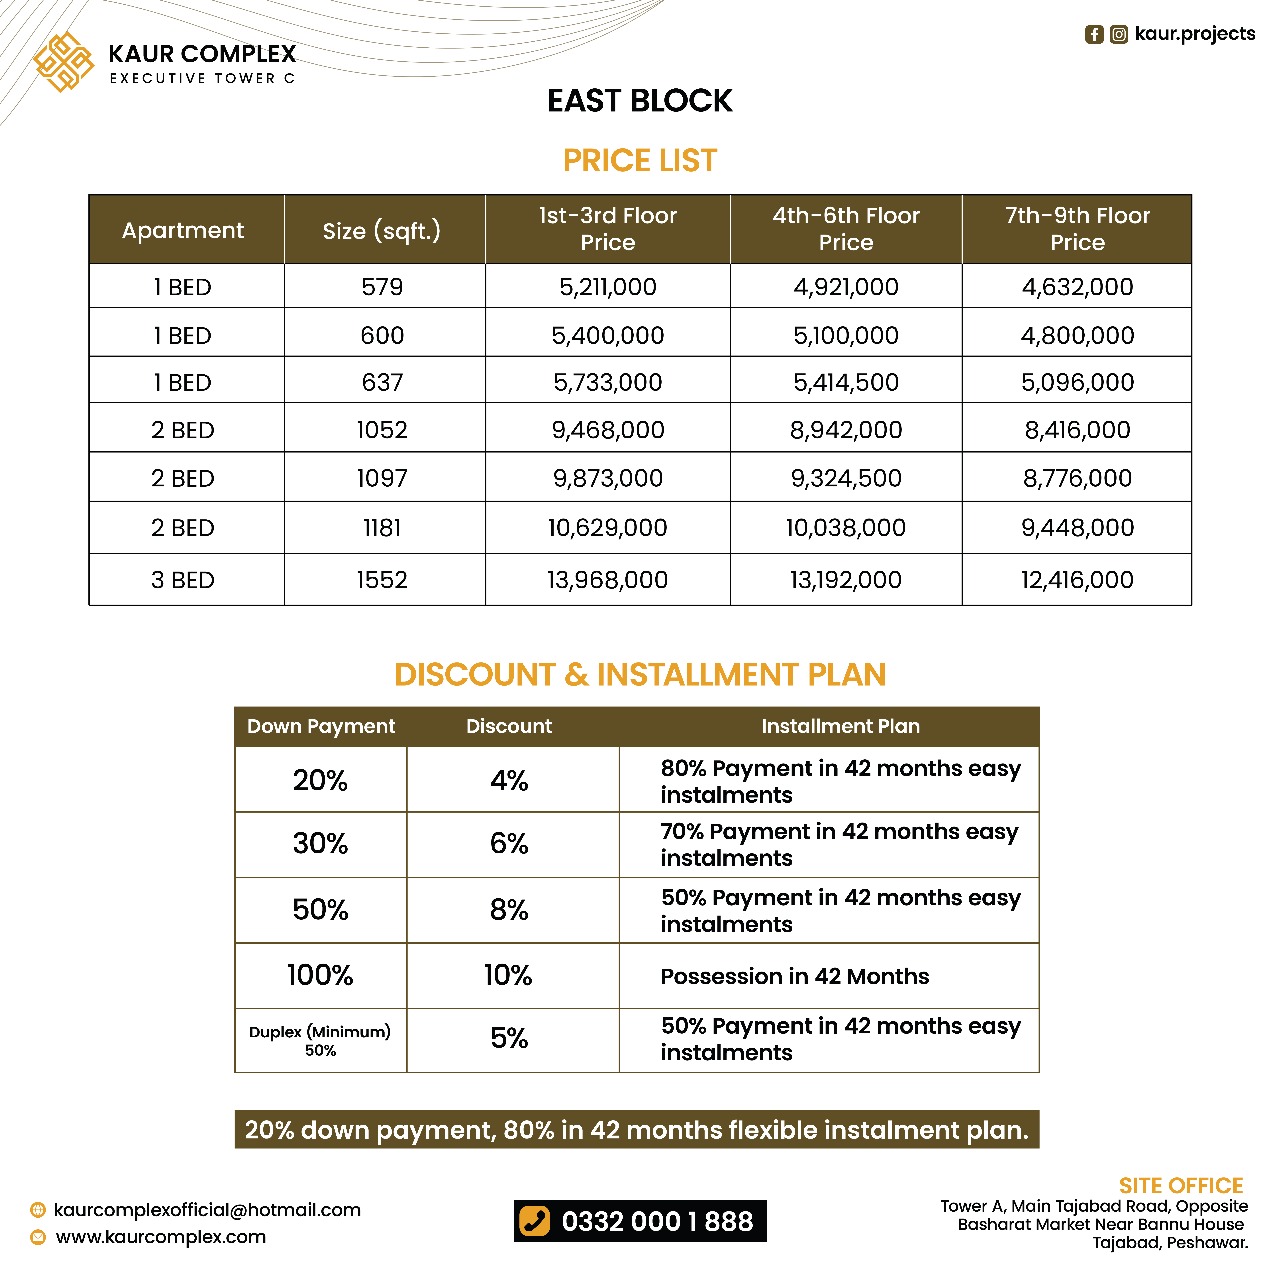 KAUR COMPLEX
EXECUTIVE TOWER C
kaur.projects
EAST BLOCK
PRICE LIST
Apartment Size (sqft.) 1st-3rd Floor Price 4th-6th Floor Price 7th-9th Floor Price
1 BED 579 5,211,000 4,921,000 4,632,000
1 BED 600 5,400,000 5,100,000 4,800,000
1 BED 637 5,733,000 5,414,500 5,096,000
2 BED 1052 9,468,000 8,942,000 8,416,000
2 BED 1097 9,873,000 9,324,500 8,776,000
2 BED 1181 10,629,000 10,038,000 9,448,000
3 BED 1552 13,968,000 13,192,000 12,416,000
DISCOUNT & INSTALLMENT PLAN
Down Payment Discount Installment Plan
20% 4% 80% Payment in 42 months easy
instalments
30% 6% 70% Payment in 42 months easy
instalments
50% 8% 50% Payment in 42 months easy
instalments
100% 10% Possession in 42 Months
Duplex (Minimum)
50% 5% 50% Payment in 42 months easy
instalments
20% down payment, 80% in 42 months flexible instalment plan.
kaurcomplexofficial@hotmail.com
www.kaurcomplex.com
0332 000 1 888
SITE OFFICE
Tower A, Main Tajabad Road, Opposite
Basharat Market Near Bannu House
Tajabad, Peshawar.